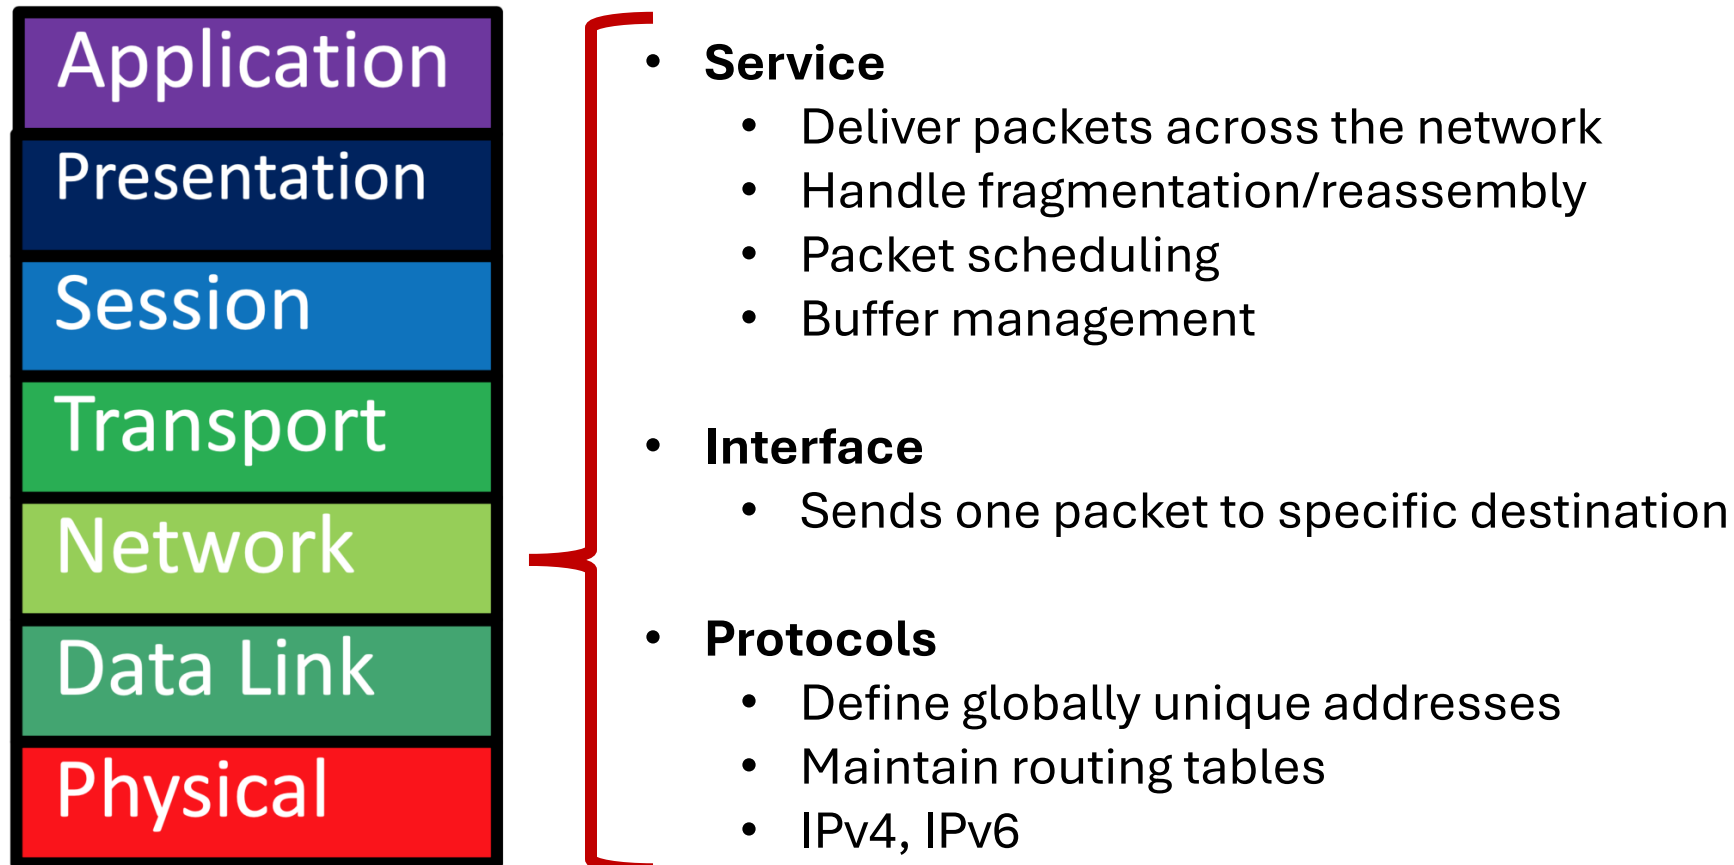 Application
Presentation
Session
Transport
Network
Data Link
Physical
• Service
• Deliver packets across the network
• Handle fragmentation/reassembly
• Packet scheduling
• Buffer management
• Interface
• Sends one packet to specific destination
• Protocols
• Define globally unique addresses
• Maintain routing tables
• IPv4, IPv6